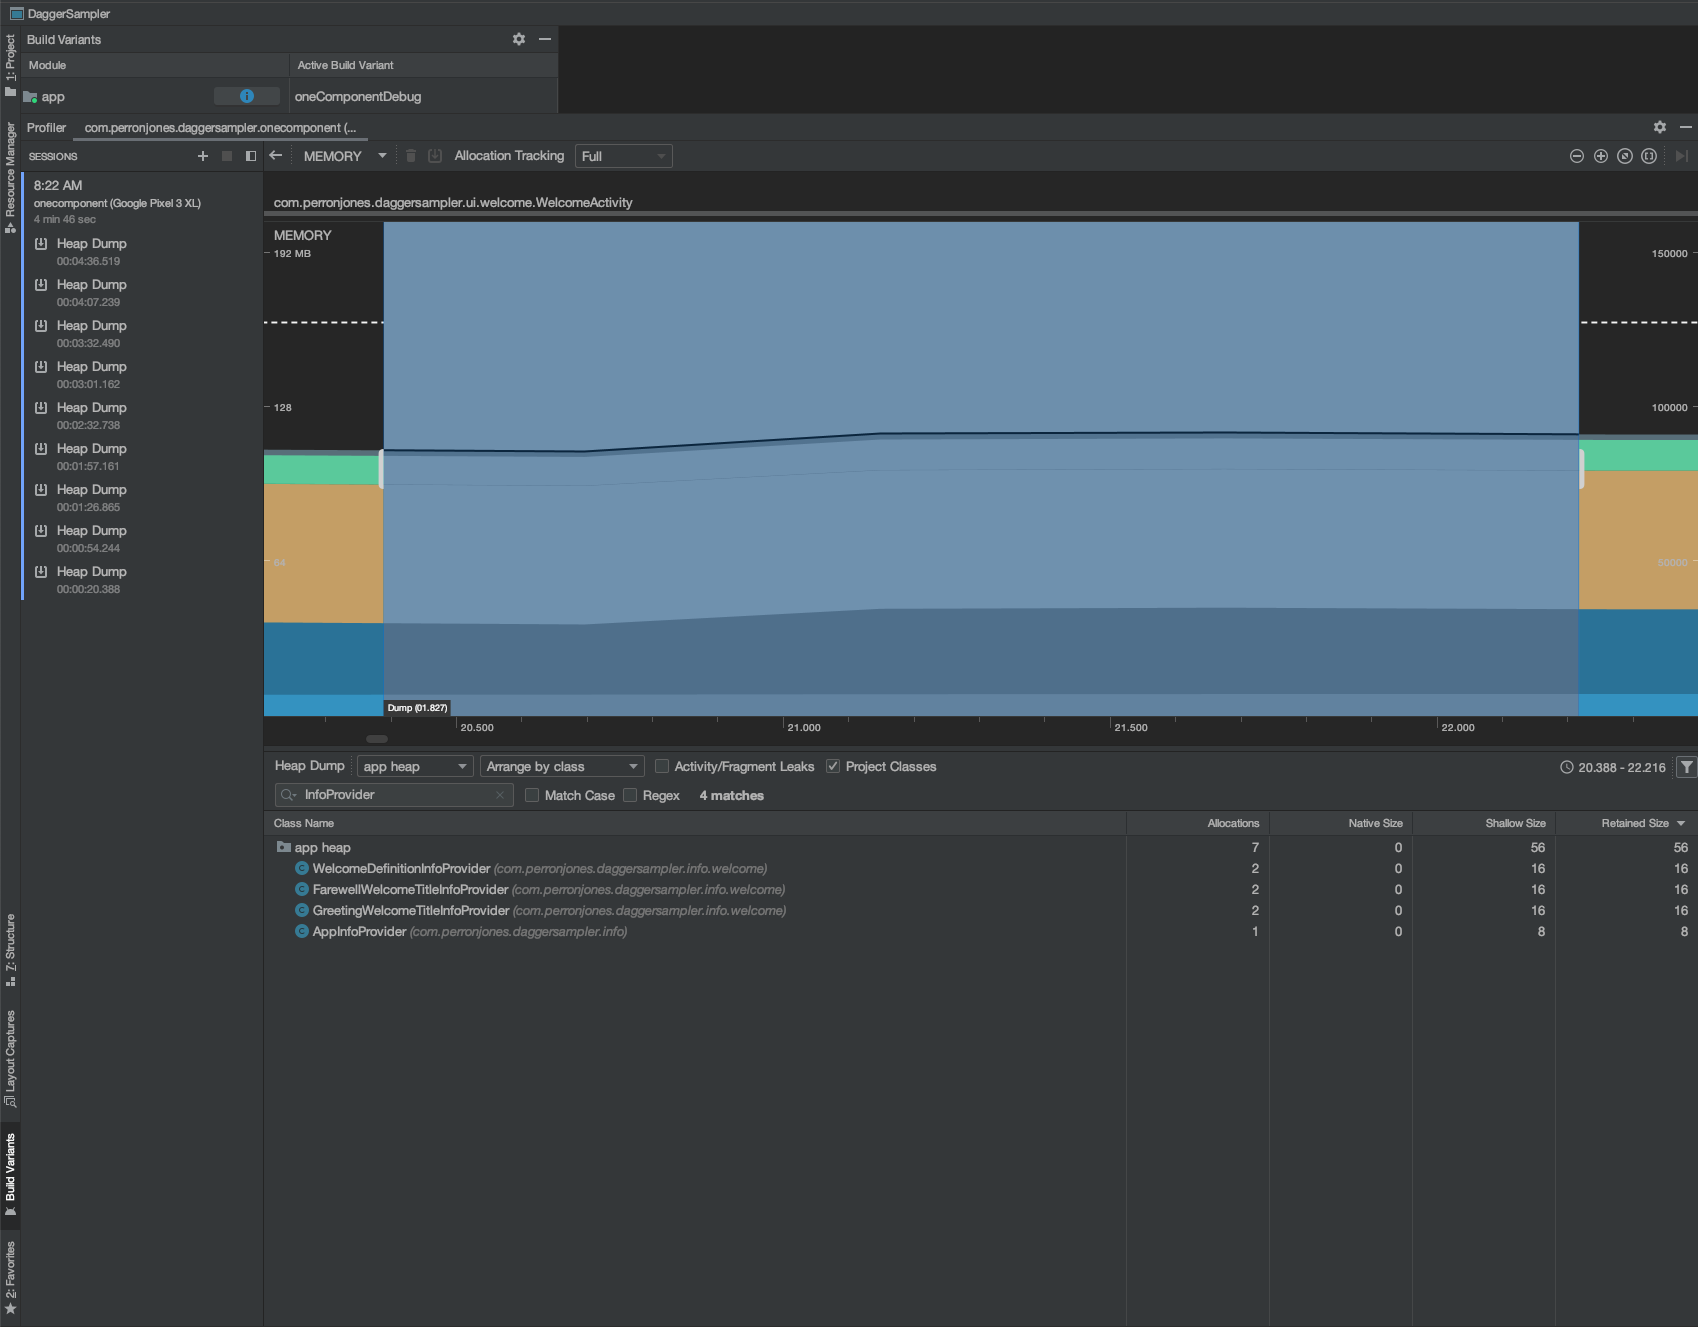 DaggerSampler
Build Variants
Module
Active Build Variant
app
oneComponentDebug
Profiler
com.perronjones.daggersampler.onecomponent (...
SESSIONS
MEMORY
Allocation Tracking
Full
8:22 AM
onecomponent (Google Pixel 3 XL)
4 min 46 sec
Heap Dump
00:04:36.519
Heap Dump
00:04:07.239
Heap Dump
00:03:32.490
Heap Dump
00:03:01.162
Heap Dump
00:02:32.738
Heap Dump
00:01:57.161
Heap Dump
00:01:26.865
Heap Dump
00:00:54.244
Heap Dump
00:00:20.388
com.perronjones.daggersampler.ui.welcome.WelcomeActivity
MEMORY
192 MB
150000
128
100000
64
50000
Dump (01.827)
20.500
21.000
21.500
22.000
Heap Dump
app heap
Arrange by class
Activity/Fragment Leaks
Project Classes
20.388 - 22.216
InfoProvider
Match Case
Regex
4 matches
Class Name Allocations Native Size Shallow Size Retained Size
app heap 7 0 56 56
WelcomeDefinitionInfoProvider (com.perronjones.daggersampler.info.welcome) 2 0 16 16
FarewellWelcomeTitleInfoProvider (com.perronjones.daggersampler.info.welcome) 2 0 16 16
GreetingWelcomeTitleInfoProvider (com.perronjones.daggersampler.info.welcome) 2 0 16 16
AppInfoProvider (com.perronjones.daggersampler.info) 1 0 8 8
1: Project
Resource Manager
7: Structure
Layout Captures
Build Variants
2: Favorites